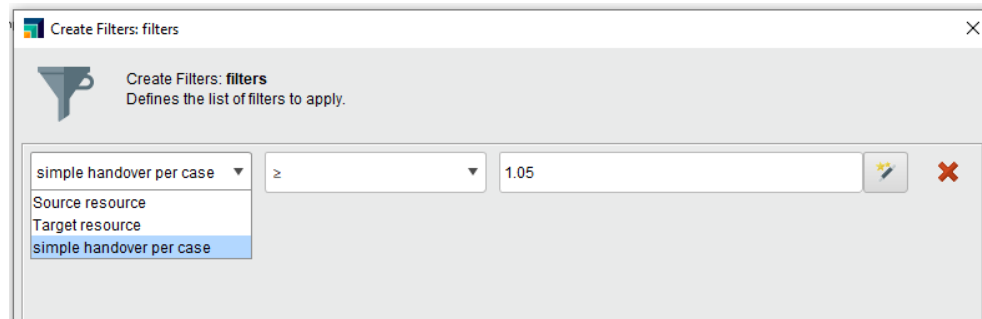 Create Filters: filters
Create Filters: filters
Defines the list of filters to apply.
simple handover per case ≥ 1.05
Source resource
Target resource
simple handover per case